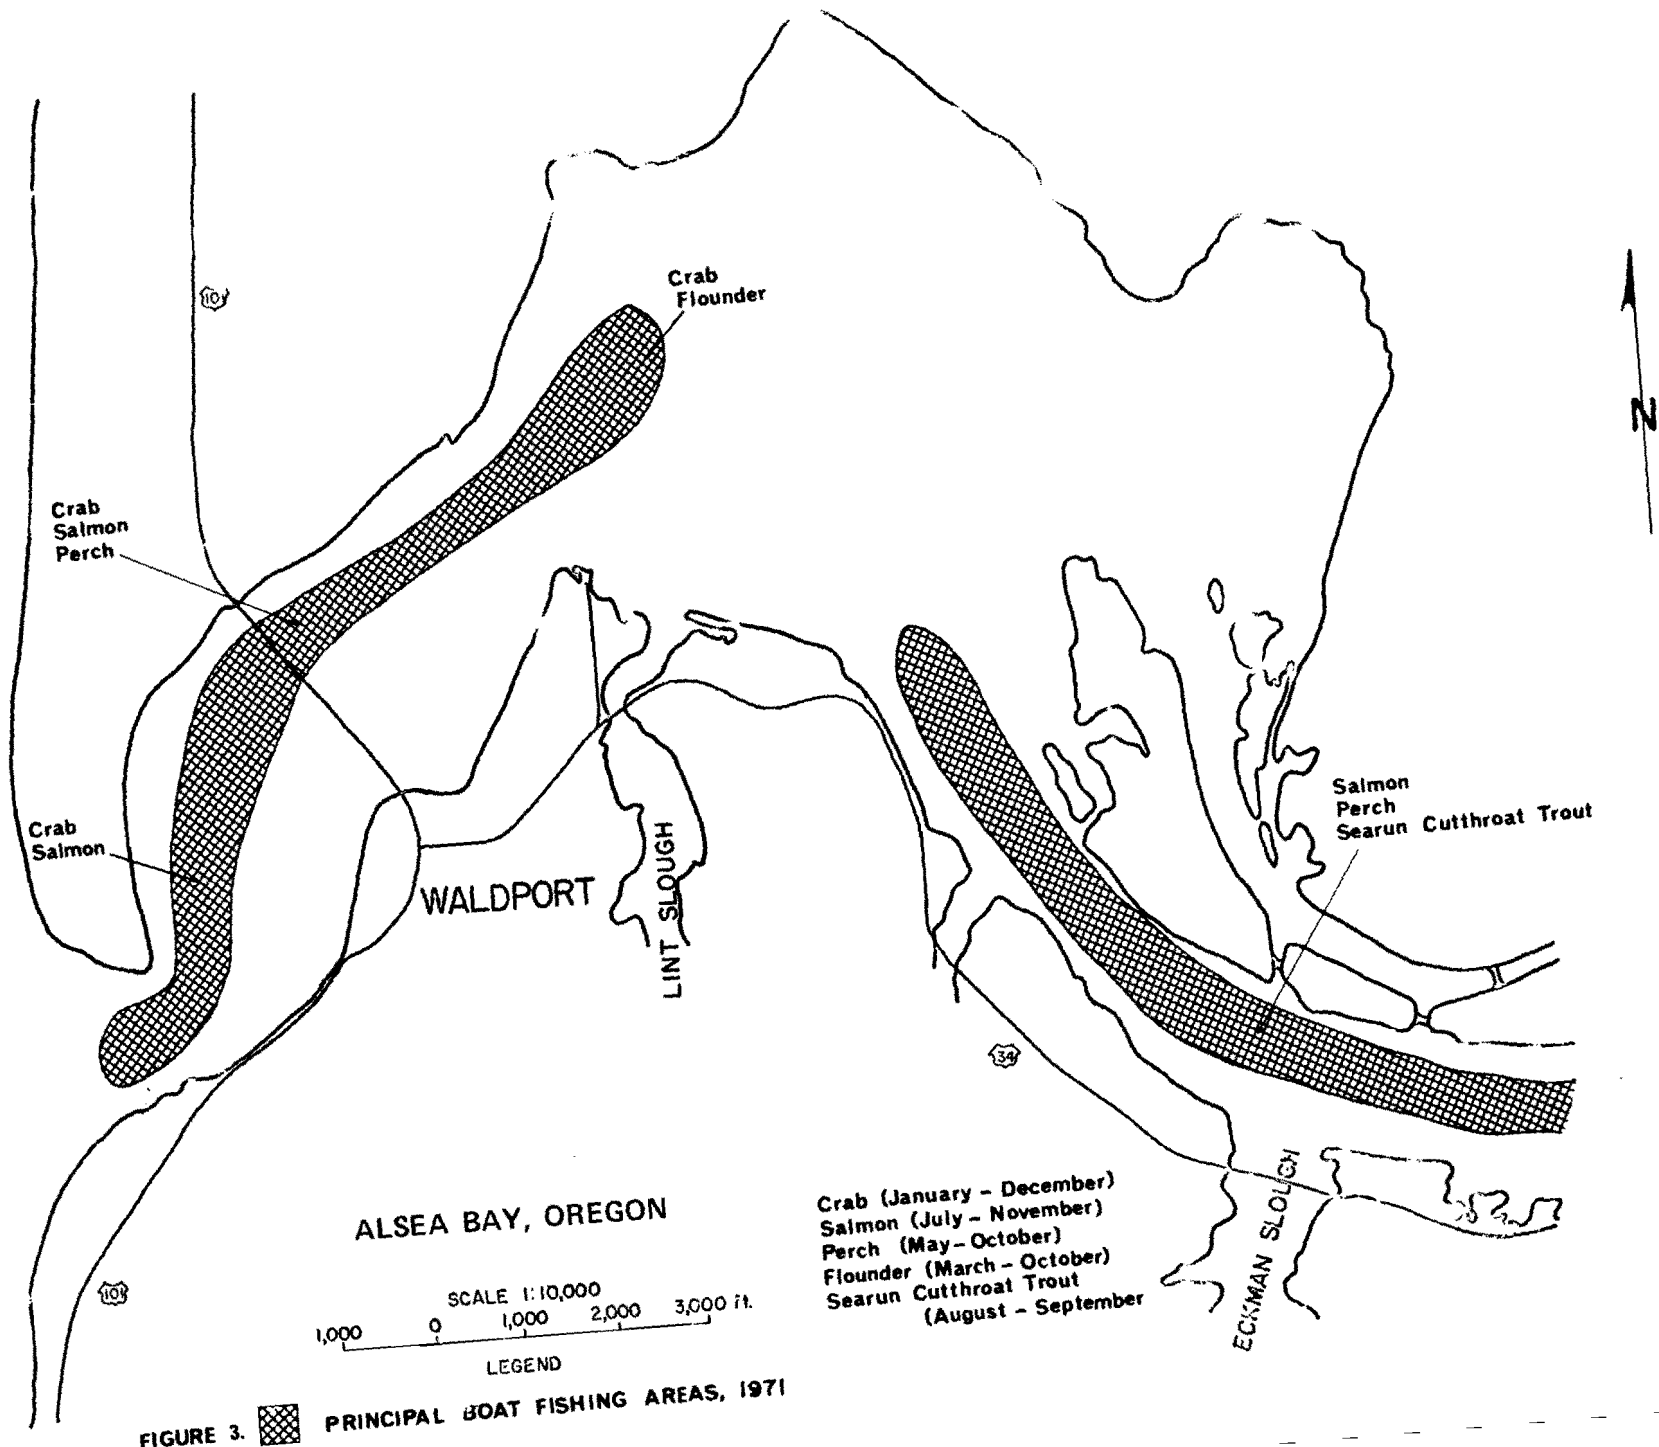 101
Crab
Flounder
N
Crab
Salmon
Perch
Salmon
Perch
Searun Cutthroat Trout
Crab
Salmon
WALDPORT
LINT SLOUGH
34
ECKMAN SLOUGH
ALSEA BAY, OREGON
Crab (January - December)
Salmon (July - November)
Perch (May - October)
Flounder (March - October)
Searun Cutthroat Trout
(August - September
101
SCALE 1:10,000
1,000 0 1,000 2,000 3,000 ft.
LEGEND
FIGURE 3. PRINCIPAL BOAT FISHING AREAS, 1971